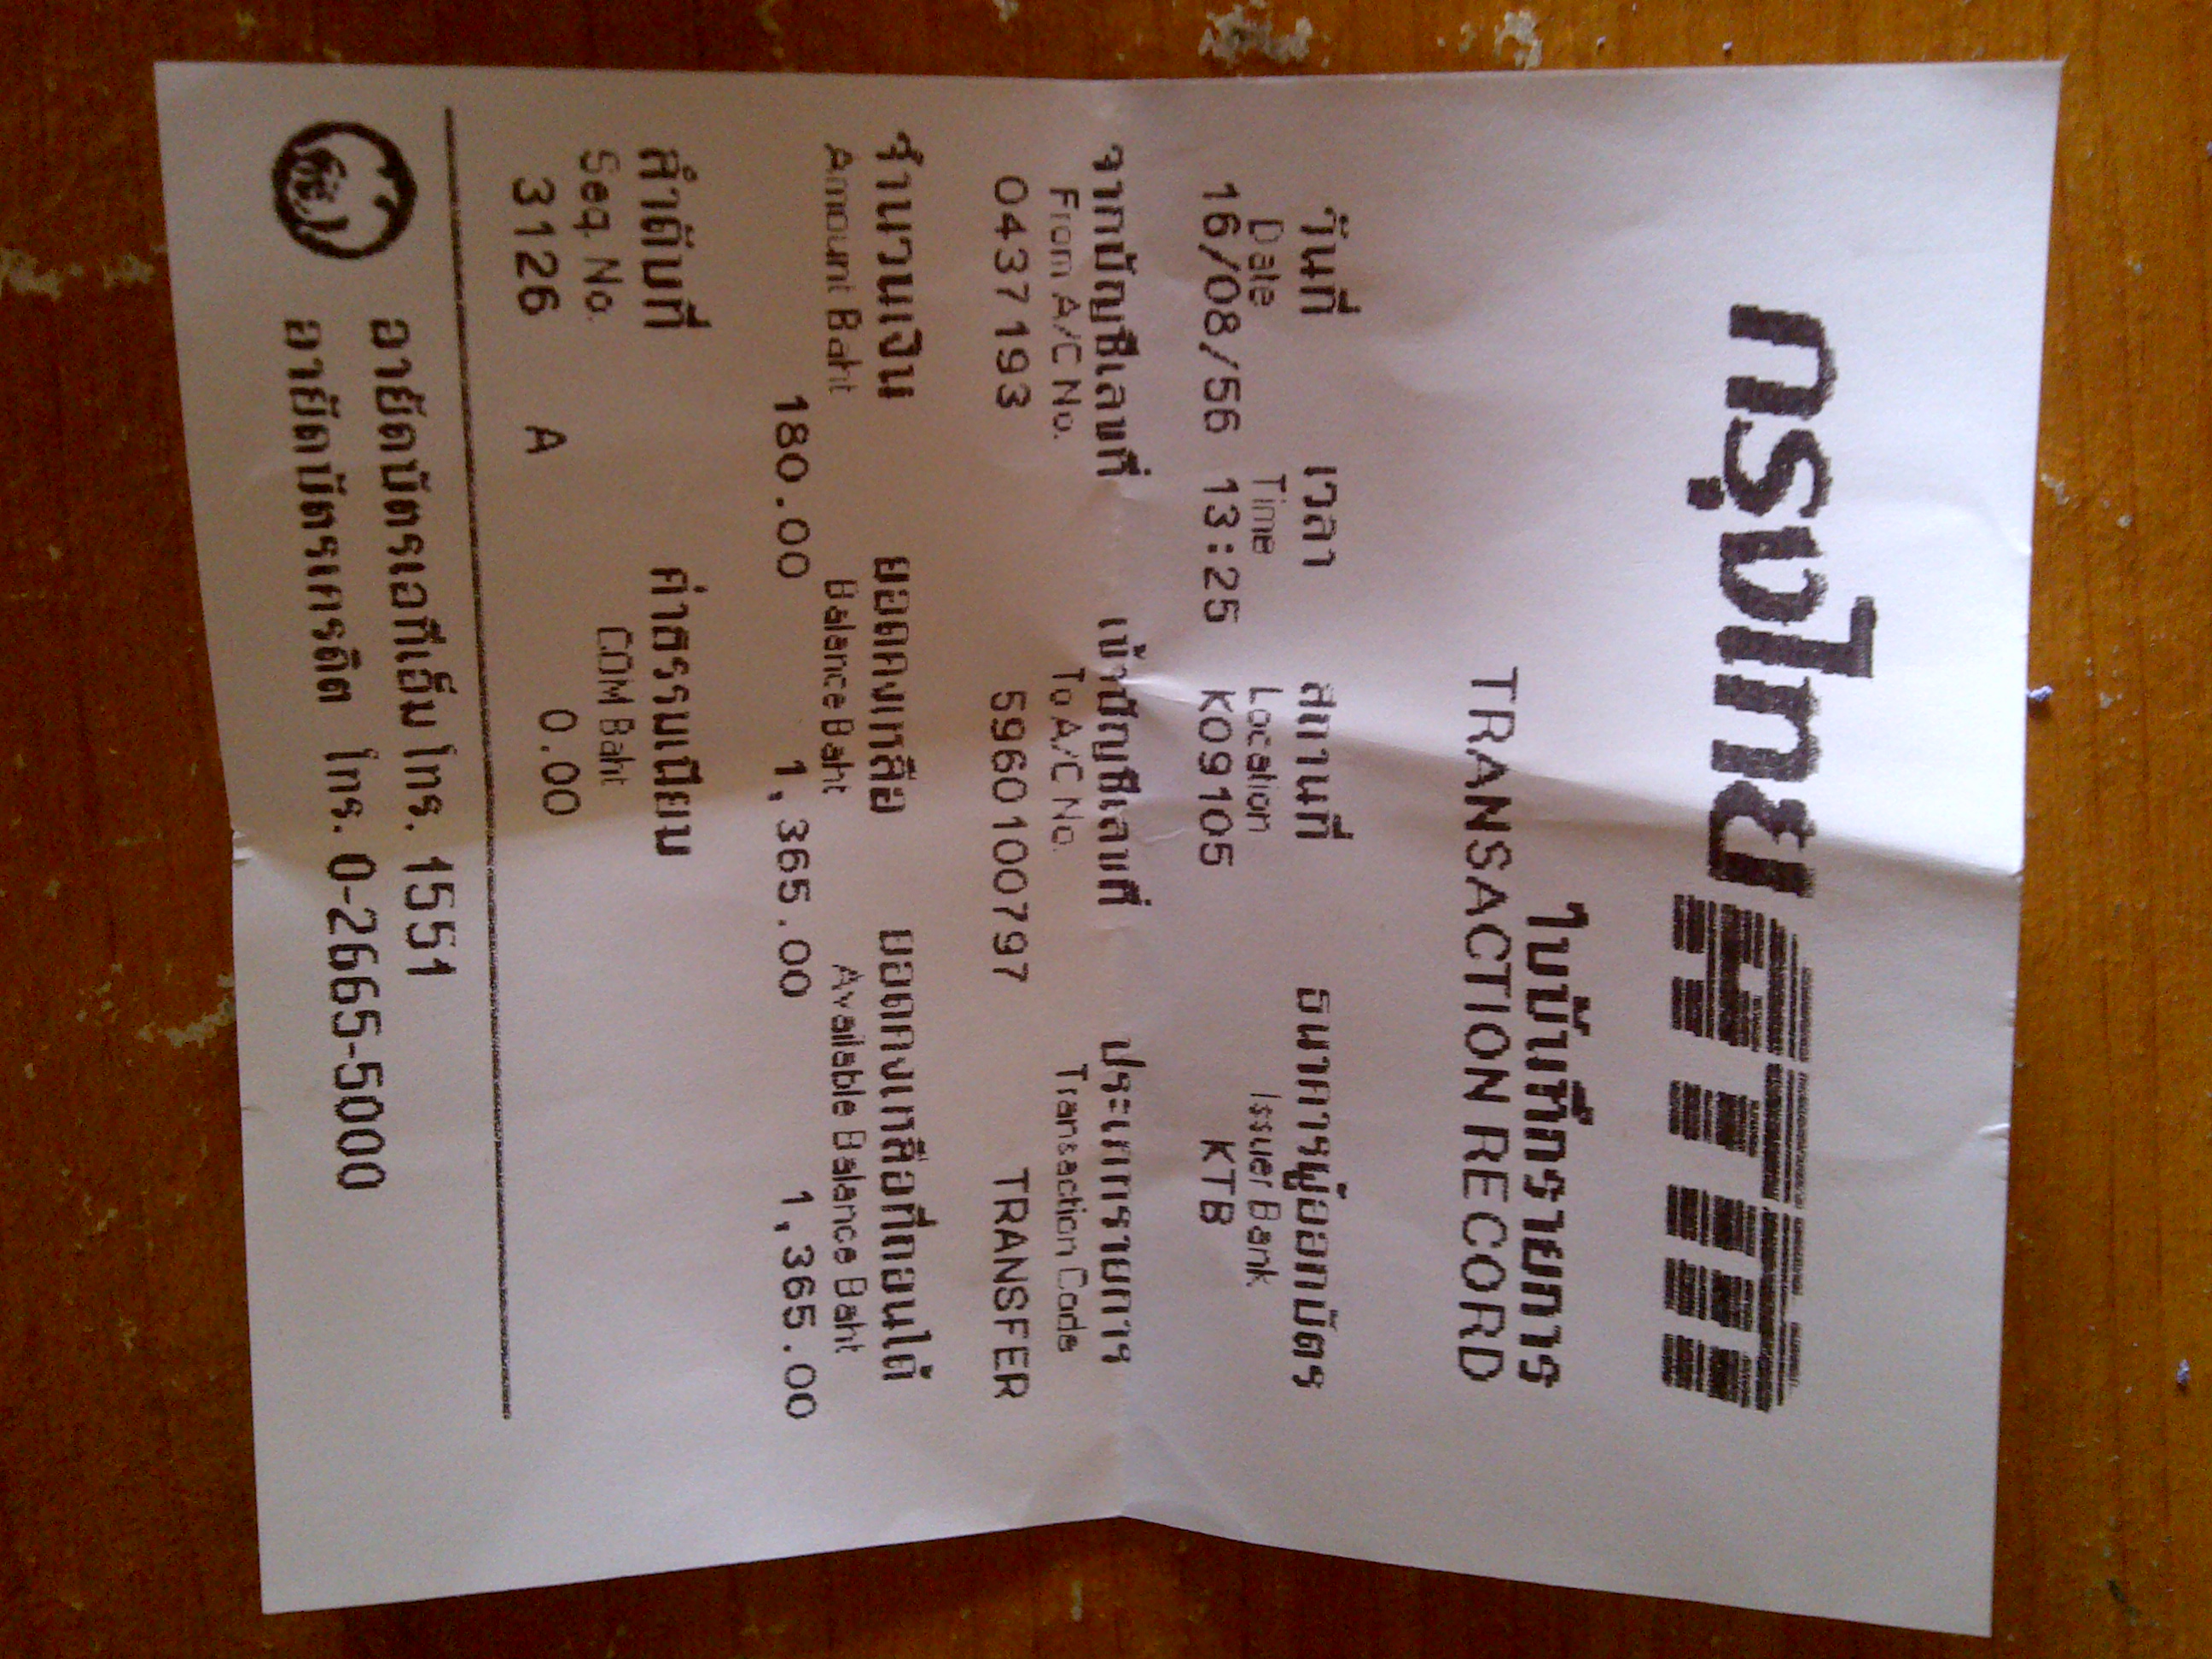 กรุงไทย ATM
ใบบันทึกรายการ
TRANSACTION RECORD
วันที่ เวลา สถานที่ ธนาคารผู้ออกบัตร
Date Time Location Issuer Bank
16/08/56 13:25 K09105 KTB
จากบัญชีเลขที่ เข้าบัญชีเลขที่ ประเภทรายการ
From A/C No. To A/C No. Transaction Code
0437193 5960100797 TRANSFER
จำนวนเงิน ยอดคงเหลือ ยอดคงเหลือที่ถอนได้
Amount Baht Balance Baht Available Balance Baht
180.00 1,365.00 1,365.00
ลำดับที่ ค่าธรรมเนียม
Seq. No. COM Baht
3126 A 0.00
อายัดบัตรเอทีเอ็ม โทร. 1551
อายัดบัตรเครดิต โทร. 0-2665-5000